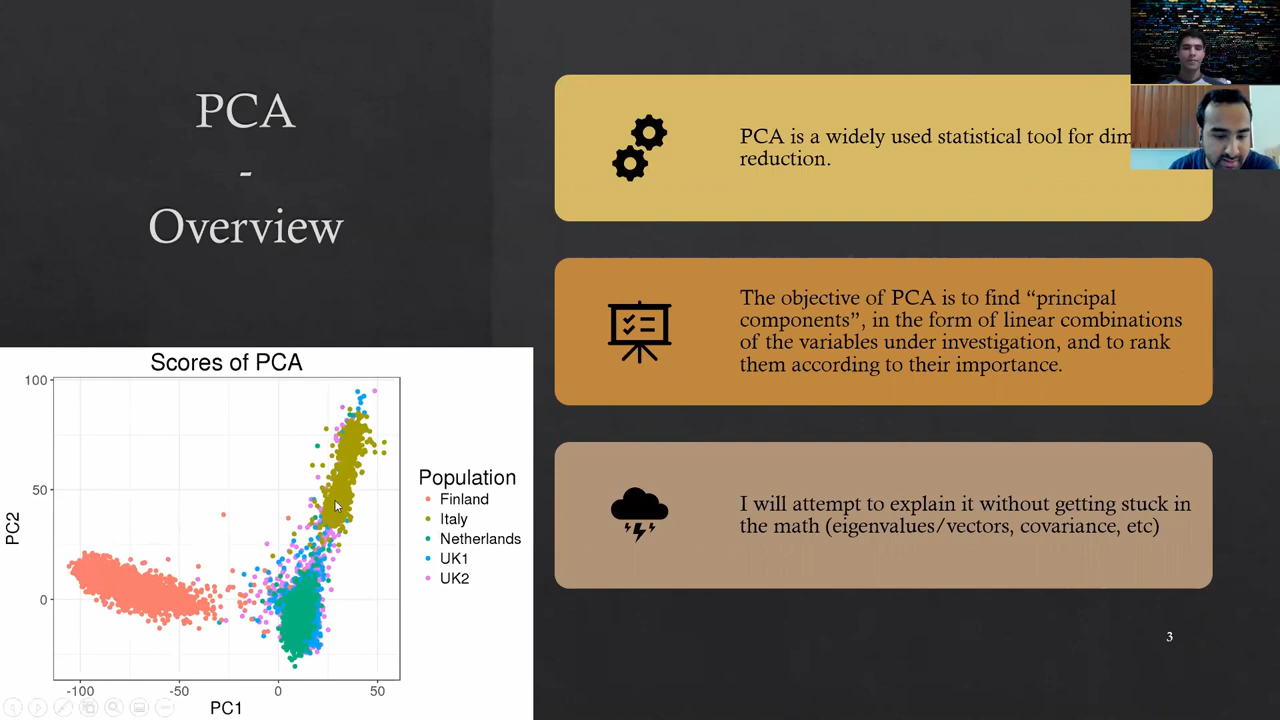 PCA
-
Overview
PCA is a widely used statistical tool for
reduction.
The objective of PCA is to find “principal
components”, in the form of linear combinations
of the variables under investigation, and to rank
them according to their importance.
I will attempt to explain it without getting stuck in
the math (eigenvalues/vectors, covariance, etc)
3
Scores of PCA
100
50
0
PC2
-100
-50
0
50
PC1
Population
Finland
Italy
Netherlands
UK1
UK2